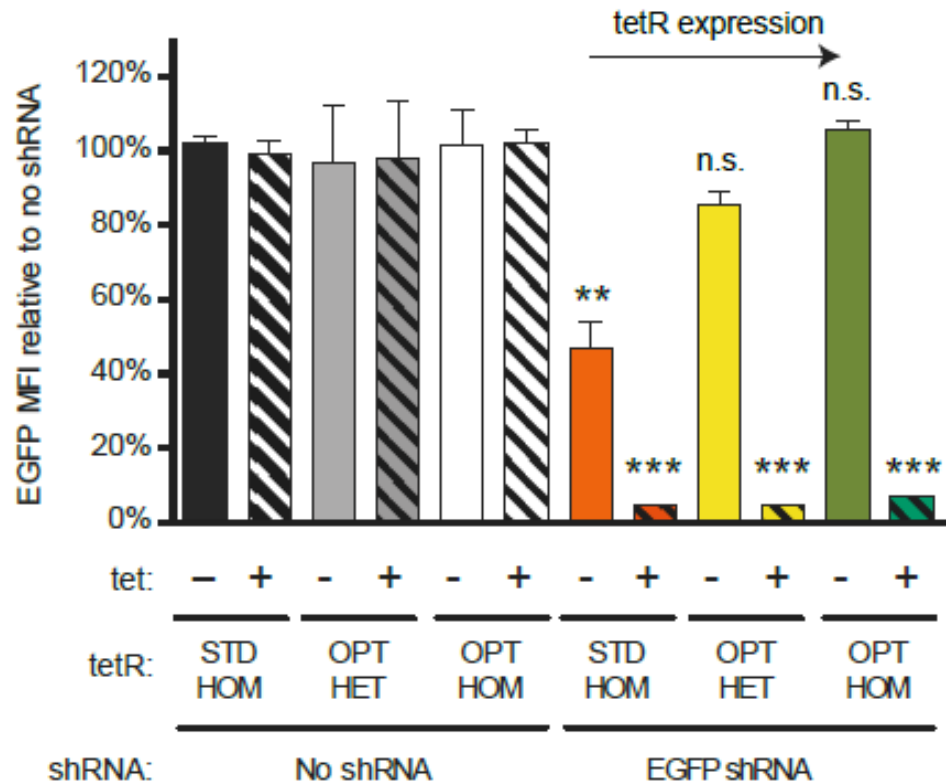 tetR expression
EGFP MFI relative to no shRNA
120%
100%
80%
60%
40%
20%
0%
n.s.
n.s.
**
***
***
***
tet: – + - + - + - + - + - +
tetR: STD HOM OPT HET OPT HOM STD HOM OPT HET OPT HOM
shRNA: No shRNA EGFP shRNA